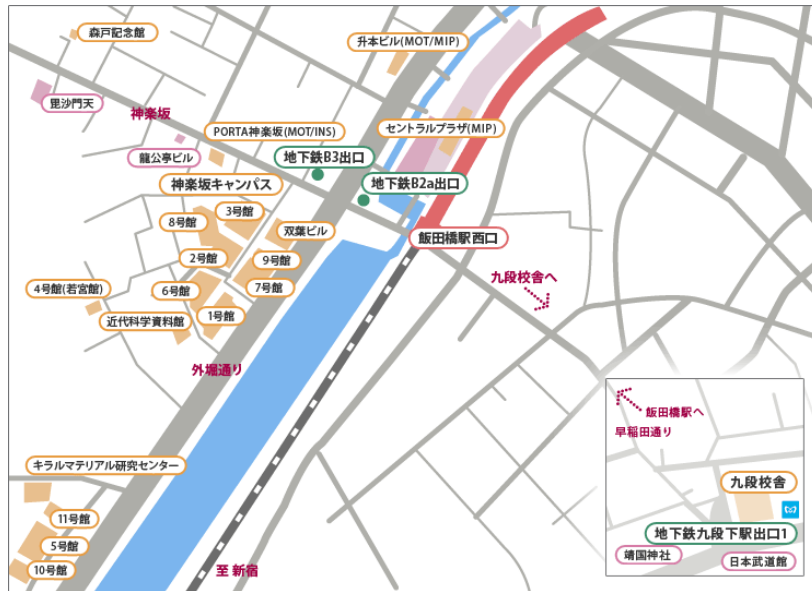 森戸記念館
升本ビル(MOT/MIP)
毘沙門天
神楽坂
PORTA神楽坂(MOT/INS)
セントラルプラザ(MIP)
龍公亭ビル
地下鉄B3出口
神楽坂キャンパス
地下鉄B2a出口
3号館
8号館
双葉ビル
飯田橋駅西口
2号館
9号館
九段校舎へ
4号館(若宮館)
6号館
7号館
近代科学資料館
1号館
外堀通り
飯田橋駅へ
早稲田通り
キラルマテリアル研究センター
九段校舎
11号館
地下鉄九段下駅出口1
5号館
靖国神社
日本武道館
10号館
至 新宿